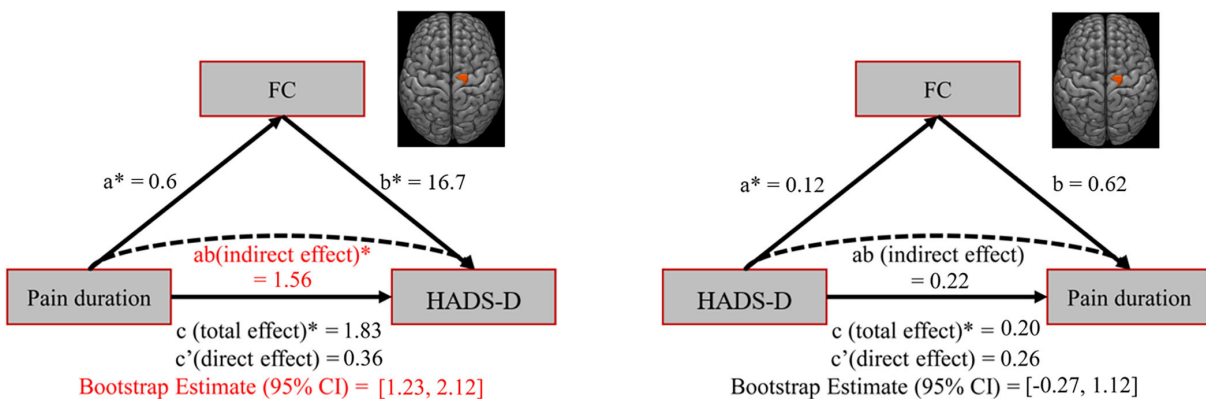 FC
a* = 0.6
b* = 16.7
ab(indirect effect)*
= 1.56
Pain duration
HADS-D
c (total effect)* = 1.83
c’(direct effect) = 0.36
Bootstrap Estimate (95% CI) = [1.23, 2.12]
FC
a* = 0.12
b = 0.62
ab (indirect effect)
= 0.22
HADS-D
Pain duration
c (total effect)* = 0.20
c’(direct effect) = 0.26
Bootstrap Estimate (95% CI) = [-0.27, 1.12]